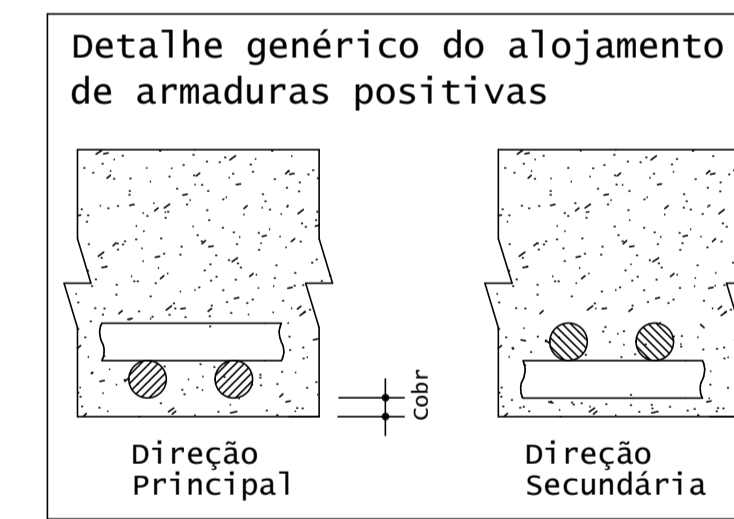 Detalhe genérico do alojamento
de armaduras positivas
Cobr
Direção
Principal
Direção
Secundária